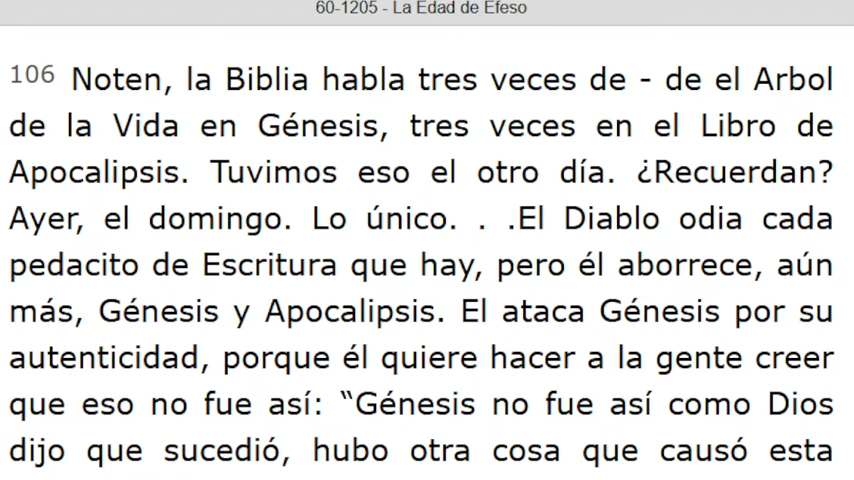 60-1205 - La Edad de Efeso
106 Noten, la Biblia habla tres veces de - de el Arbol
de la Vida en Génesis, tres veces en el Libro de
Apocalipsis. Tuvimos eso el otro día. ¿Recuerdan?
Ayer, el domingo. Lo único. . .El Diablo odia cada
pedacito de Escritura que hay, pero él aborrece, aún
más, Génesis y Apocalipsis. El ataca Génesis por su
autenticidad, porque él quiere hacer a la gente creer
que eso no fue así: “Génesis no fue así como Dios
dijo que sucedió, hubo otra cosa que causó esta